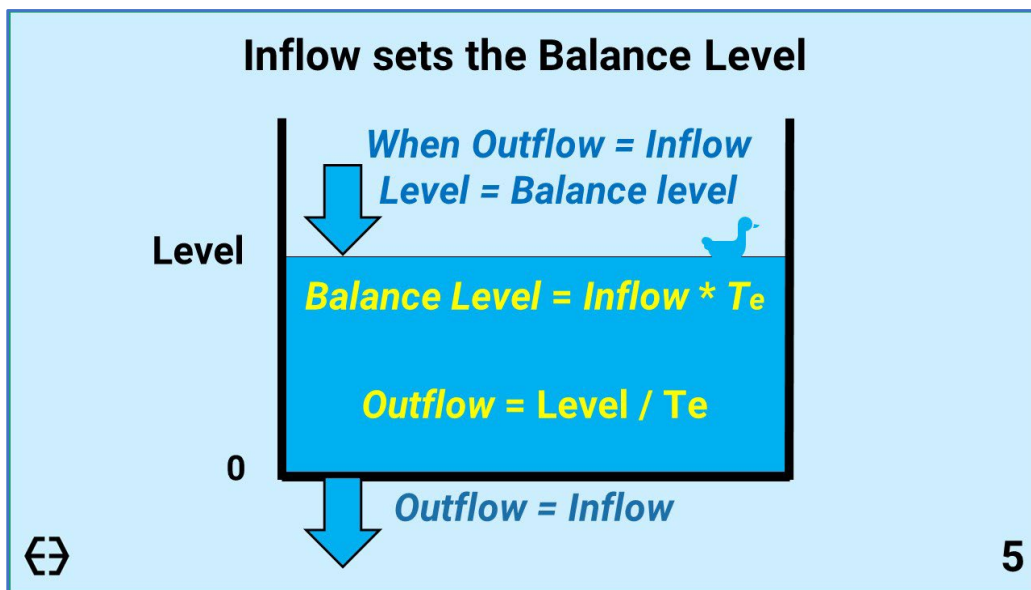 Inflow sets the Balance Level
When Outflow = Inflow
Level = Balance level
Level
Balance Level = Inflow * Te
Outflow = Level / Te
0
Outflow = Inflow
5